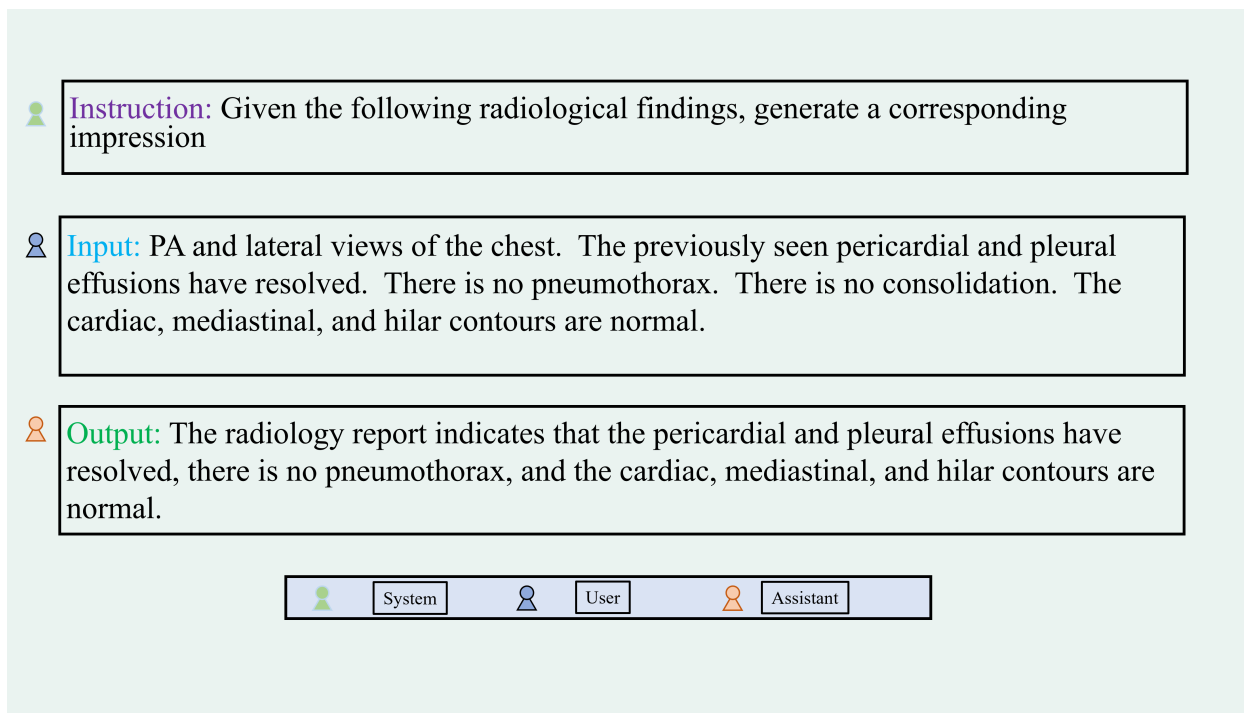 Instruction: Given the following radiological findings, generate a corresponding
impression
Input: PA and lateral views of the chest.  The previously seen pericardial and pleural
effusions have resolved.  There is no pneumothorax.  There is no consolidation.  The
cardiac, mediastinal, and hilar contours are normal.
Output: The radiology report indicates that the pericardial and pleural effusions have
resolved, there is no pneumothorax, and the cardiac, mediastinal, and hilar contours are
normal.
System User Assistant